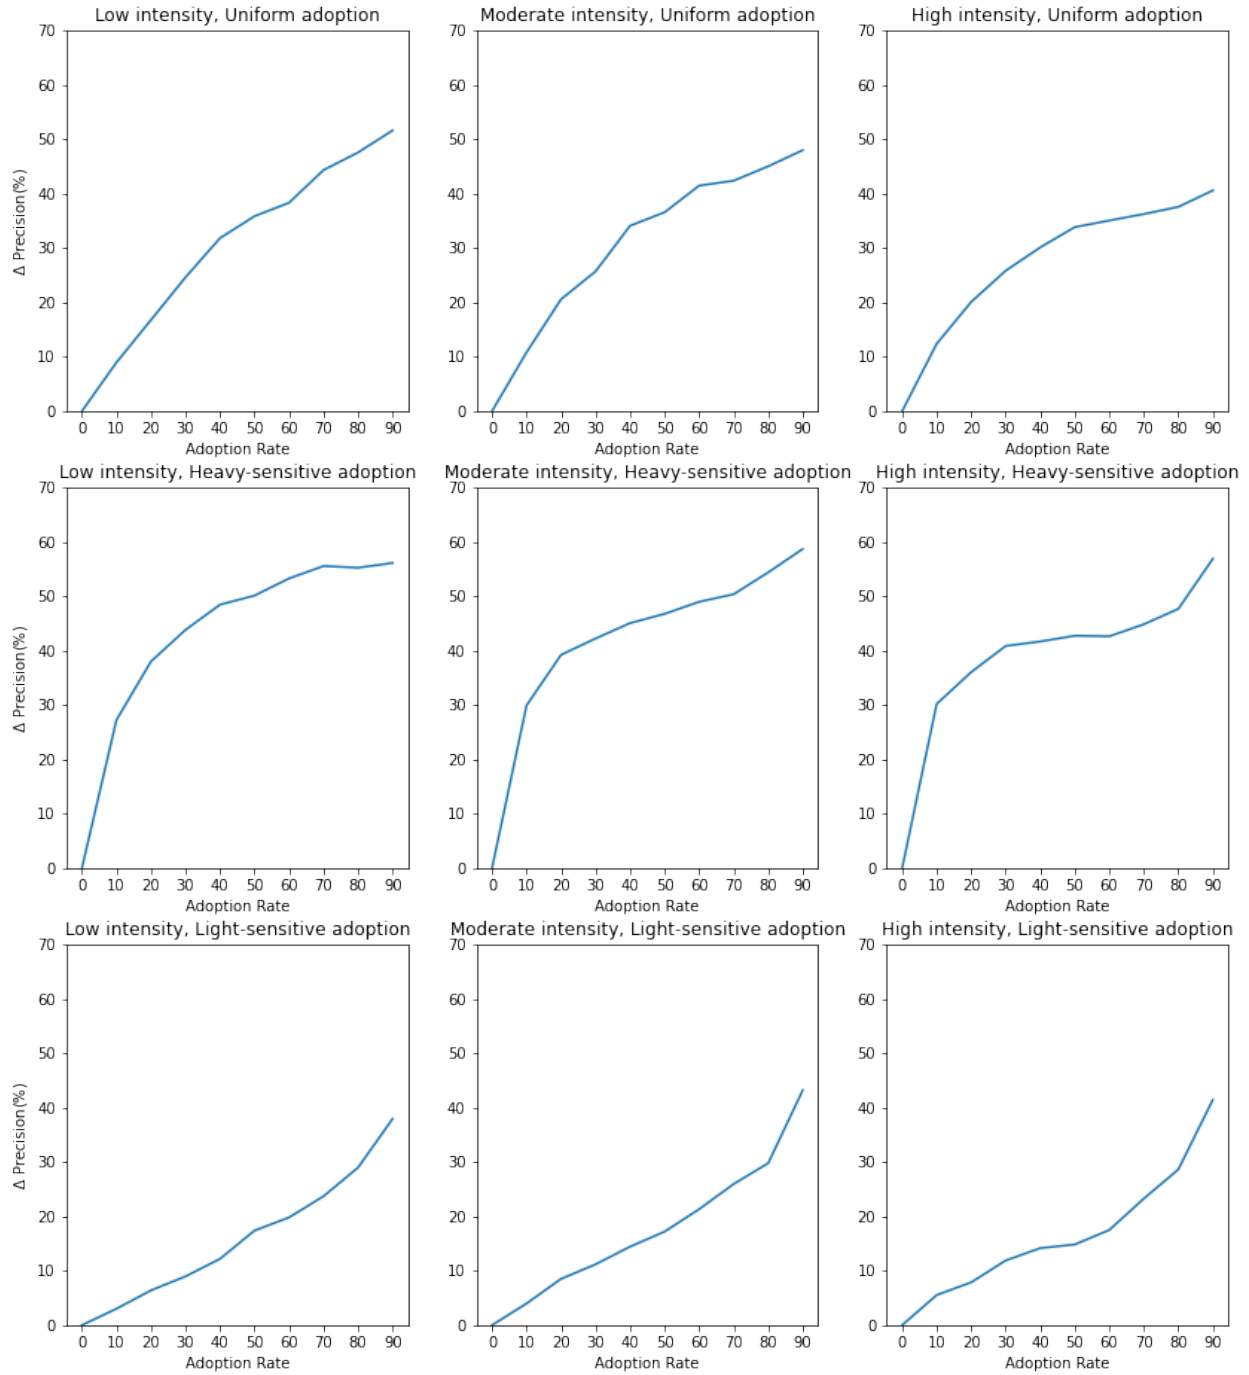 Low intensity, Uniform adoption
70
60
50
40
30
20
10
0
Δ Precision(%)
0 10 20 30 40 50 60 70 80 90
Adoption Rate
Moderate intensity, Uniform adoption
70
60
50
40
30
20
10
0
0 10 20 30 40 50 60 70 80 90
Adoption Rate
High intensity, Uniform adoption
70
60
50
40
30
20
10
0
0 10 20 30 40 50 60 70 80 90
Adoption Rate
Low intensity, Heavy-sensitive adoption
70
60
50
40
30
20
10
0
Δ Precision(%)
0 10 20 30 40 50 60 70 80 90
Adoption Rate
Moderate intensity, Heavy-sensitive adoption
70
60
50
40
30
20
10
0
0 10 20 30 40 50 60 70 80 90
Adoption Rate
High intensity, Heavy-sensitive adoption
70
60
50
40
30
20
10
0
0 10 20 30 40 50 60 70 80 90
Adoption Rate
Low intensity, Light-sensitive adoption
70
60
50
40
30
20
10
0
Δ Precision(%)
0 10 20 30 40 50 60 70 80 90
Adoption Rate
Moderate intensity, Light-sensitive adoption
70
60
50
40
30
20
10
0
0 10 20 30 40 50 60 70 80 90
Adoption Rate
High intensity, Light-sensitive adoption
70
60
50
40
30
20
10
0
0 10 20 30 40 50 60 70 80 90
Adoption Rate